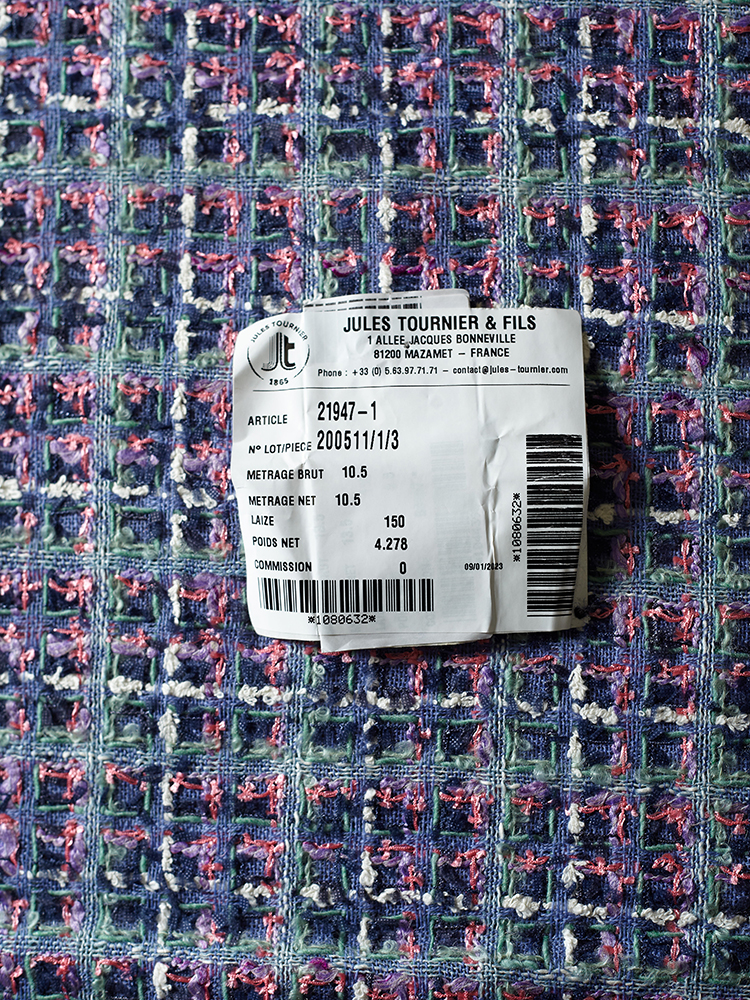 JULES TOURNIER
Jt
1865
JULES TOURNIER & FILS
1 ALLEE JACQUES BONNEVILLE
81200 MAZAMET – FRANCE
Phone : +33 (0) 5.63.97.71.71 – contact@jules-tournier.com
ARTICLE 21947-1
Nº LOT/PIECE 200511/1/3
METRAGE BRUT 10.5
METRAGE NET 10.5
LAIZE 150
POIDS NET 4.278
COMMISSION 0
09/01/2023
*1080632*
*1080632*